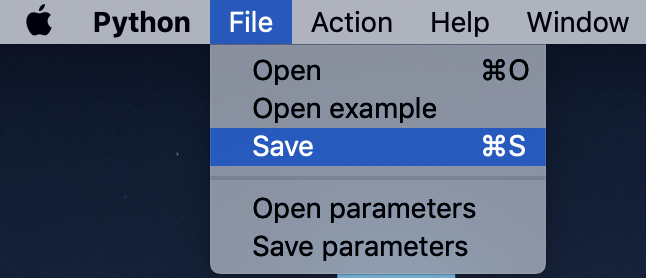 Python File Action Help Window
Open ⌘O
Open example
Save ⌘S
Open parameters
Save parameters